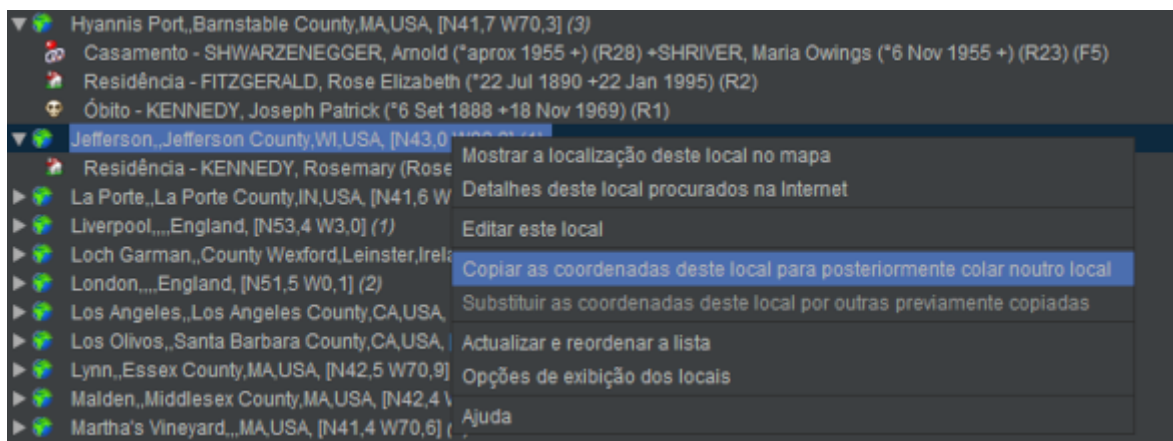 Hyannis Port,,Barnstable County,MA,USA, [N41,7 W70,3] (3)
Casamento - SHWARZENEGGER, Arnold (*aprox 1955 +) (R28) +SHRIVER, Maria Owings (*6 Nov 1955 +) (R23) (F5)
Residência - FITZGERALD, Rose Elizabeth (*22 Jul 1890 +22 Jan 1995) (R2)
Óbito - KENNEDY, Joseph Patrick (*6 Set 1888 +18 Nov 1969) (R1)
Jefferson,,Jefferson County,WI,USA, [N43,0
Mostrar a localização deste local no mapa
Residência - KENNEDY, Rosemary (Rose
Detalhes deste local procurados na Internet
La Porte,,La Porte County,IN,USA, [N41,6 W
Liverpool,,,,England, [N53,4 W3,0] (1)
Editar este local
Loch Garman,,County Wexford,Leinster,Irela
Copiar as coordenadas deste local para posteriormente colar noutro local
London,,,,England, [N51,5 W0,1] (2)
Substituir as coordenadas deste local por outras previamente copiadas
Los Angeles,,Los Angeles County,CA,USA,
Los Olivos,,Santa Barbara County,CA,USA,
Actualizar e reordenar a lista
Lynn,,Essex County,MA,USA, [N42,5 W70,9]
Opções de exibição dos locais
Malden,,Middlesex County,MA,USA, [N42,4
Ajuda
Martha's Vineyard,,,MA,USA, [N41,4 W70,6]